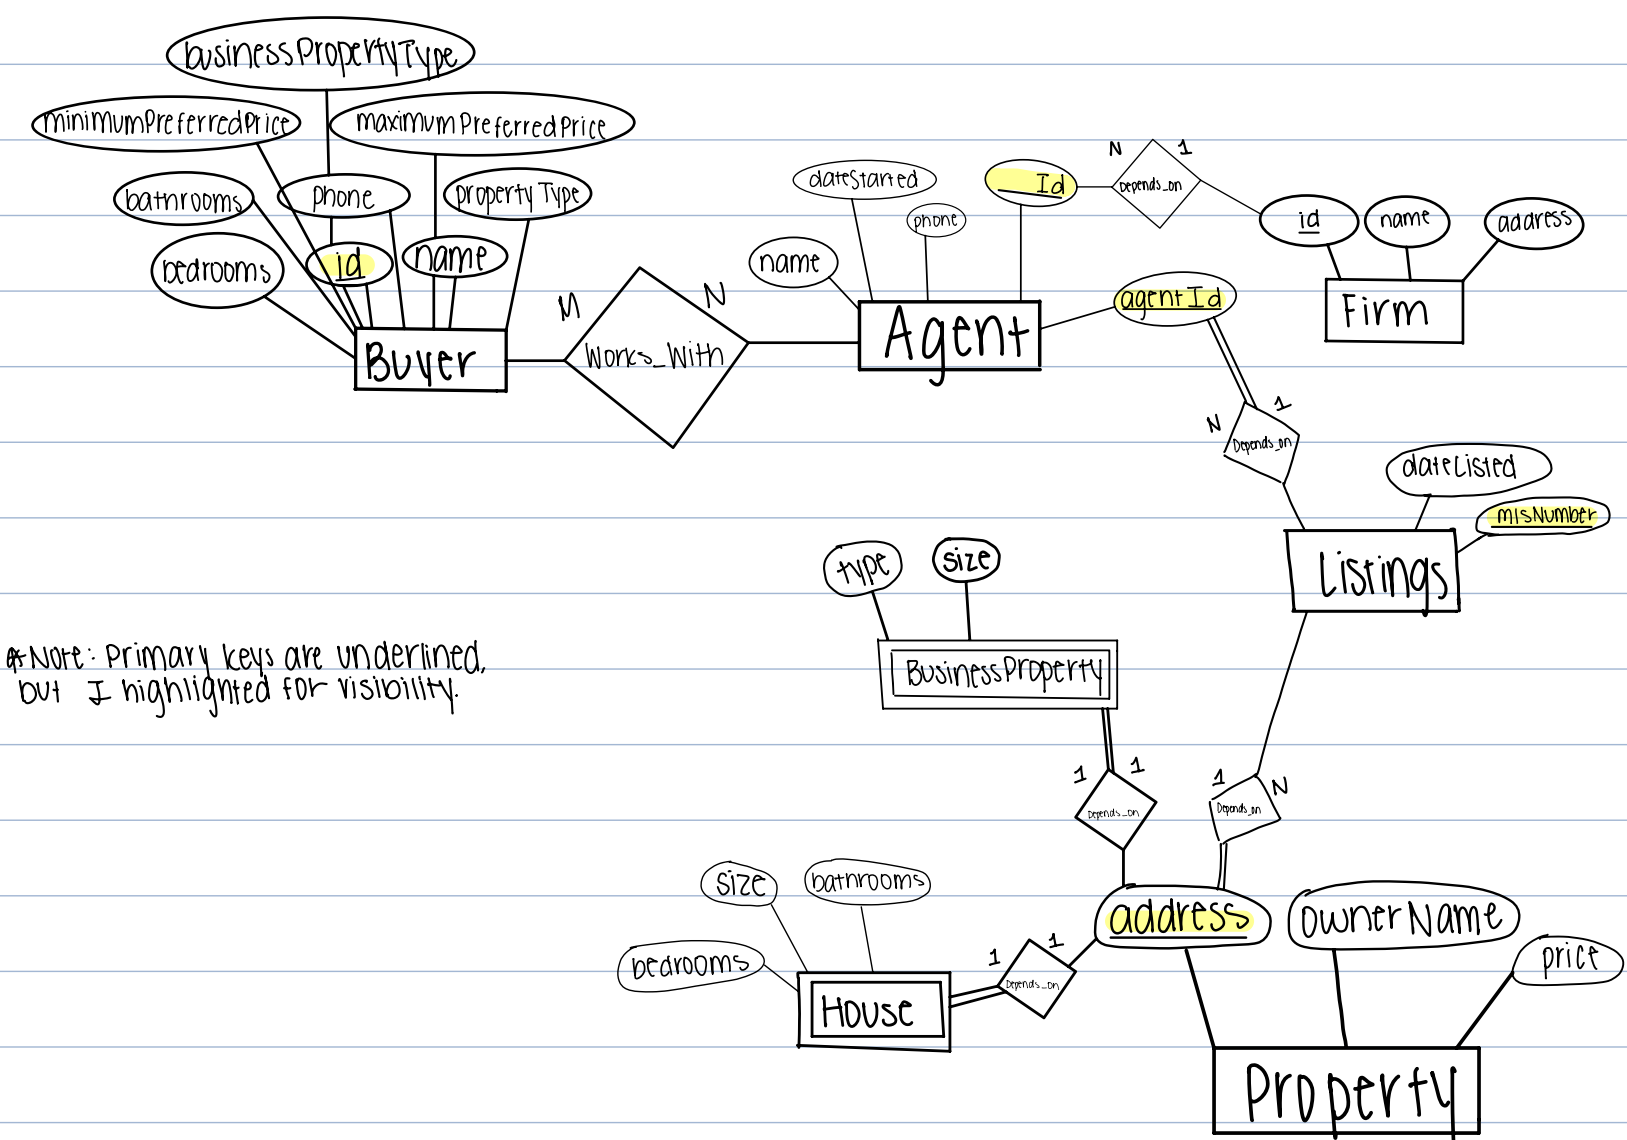 businessPropertyType
minimumPreferredPrice
maximumPreferredPrice
bathrooms
phone
propertyType
bedrooms
id
name
Buyer
M
N
Works_With
dateStarted
phone
Id
name
Agent
agentId
N
1
Depends_on
id
name
address
Firm
N
1
Depends_on
dateListed
mlsNumber
Listings
type
size
BusinessProperty
*Note: Primary keys are underlined,
but I highlighted for visibility.
1
1
Depends_on
1
N
Depends_on
size
bathrooms
bedrooms
House
1
1
Depends_on
address
ownerName
price
Property